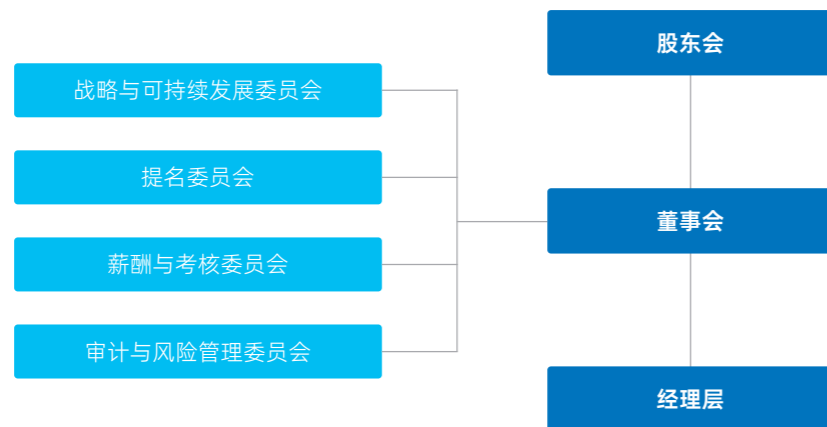 股东会
战略与可持续发展委员会
提名委员会
董事会
薪酬与考核委员会
审计与风险管理委员会
经理层